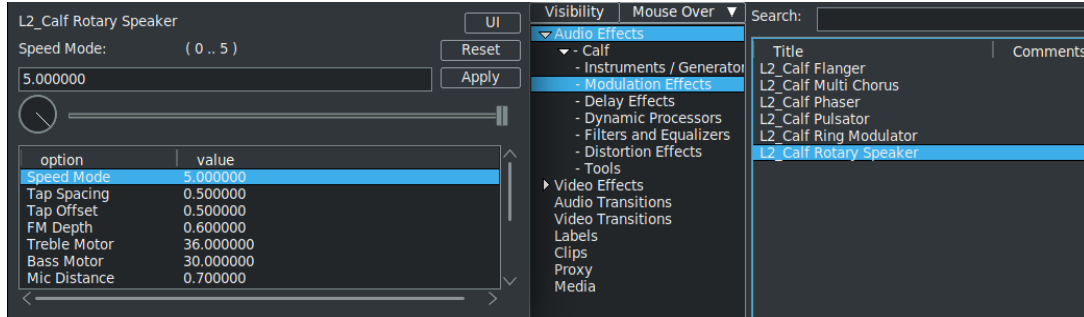 L2_Calf Rotary Speaker
UI
Speed Mode: ( 0 .. 5 )
Reset
5.000000
Apply
option value
Speed Mode 5.000000
Tap Spacing 0.500000
Tap Offset 0.500000
FM Depth 0.600000
Treble Motor 36.000000
Bass Motor 30.000000
Mic Distance 0.700000
Visibility Mouse Over
Audio Effects
- Calf
- Instruments / Generator
- Modulation Effects
- Delay Effects
- Dynamic Processors
- Filters and Equalizers
- Distortion Effects
- Tools
Video Effects
Audio Transitions
Video Transitions
Labels
Clips
Proxy
Media
Search:
Title Comments
L2_Calf Flanger
L2_Calf Multi Chorus
L2_Calf Phaser
L2_Calf Pulsator
L2_Calf Ring Modulator
L2_Calf Rotary Speaker